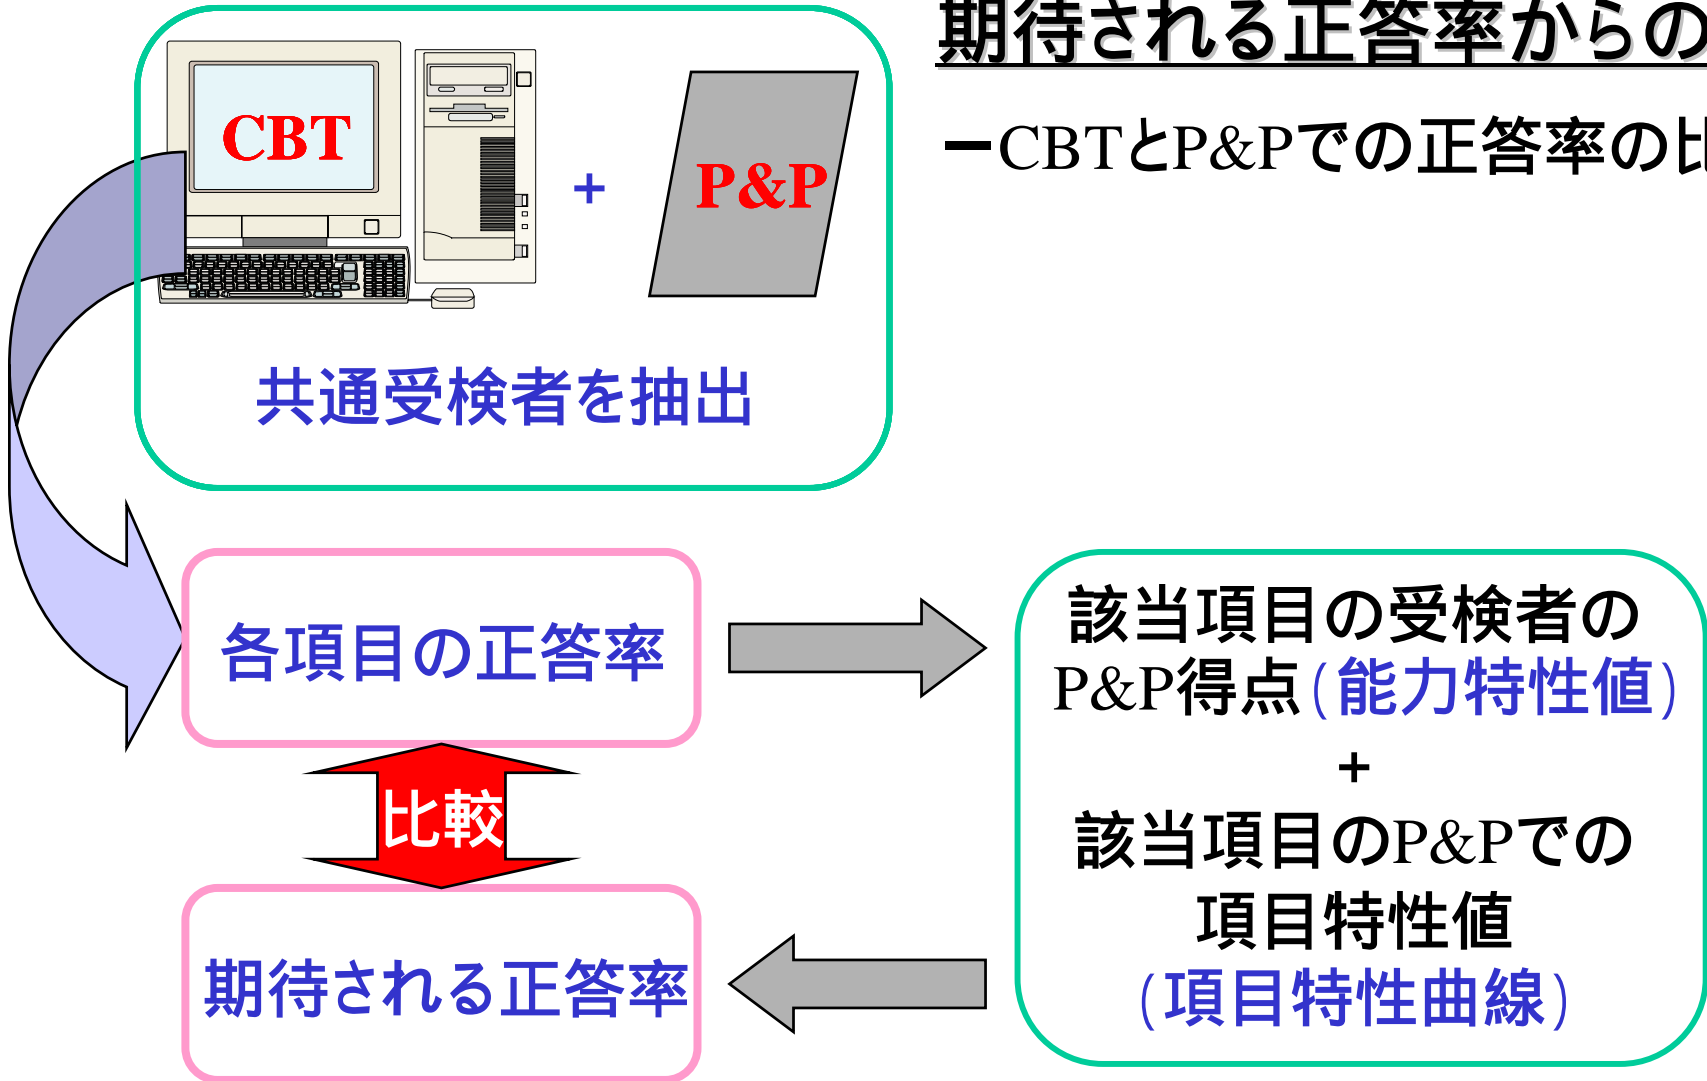 期待される正答率からの
ーCBTとP&Pでの正答率の比
CBT
+
P&P
共通受検者を抽出
各項目の正答率
該当項目の受検者の
P&P得点(能力特性値)
+
該当項目のP&Pでの
項目特性値
(項目特性曲線)
比較
期待される正答率